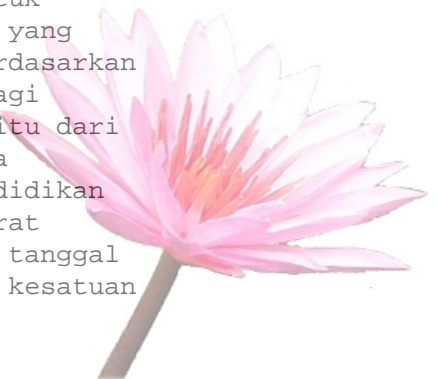 tuk
yang
rdasarkan
agi
itu dari
a
didikan
rat
tanggal
kesatuan